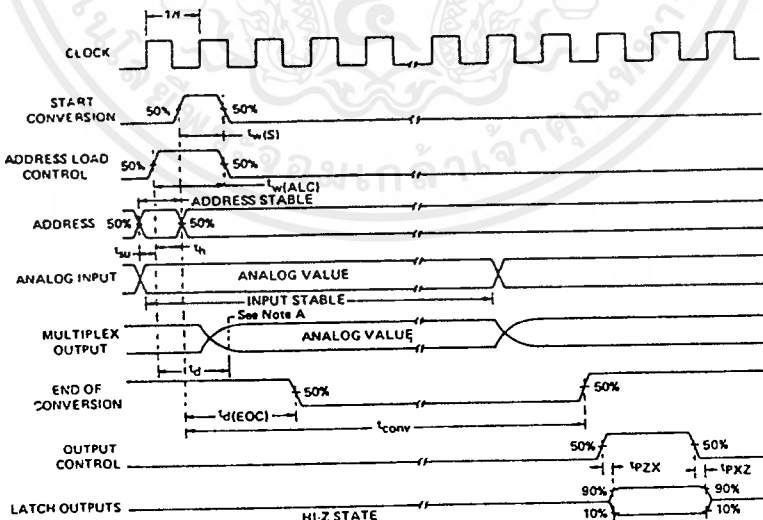 1/f
CLOCK
START
CONVERSION
50%
50%
tw(S)
ADDRESS LOAD
CONTROL
50%
50%
tw(ALC)
ADDRESS STABLE
ADDRESS
50%
50%
tsu
th
ANALOG INPUT
ANALOG VALUE
INPUT STABLE
See Note A
MULTIPLEX
OUTPUT
ANALOG VALUE
td
END OF
CONVERSION
50%
50%
td(EOC)
tconv
OUTPUT
CONTROL
50%
50%
tPZX
tPXZ
LATCH OUTPUTS
HI-Z STATE
90%
90%
10%
10%